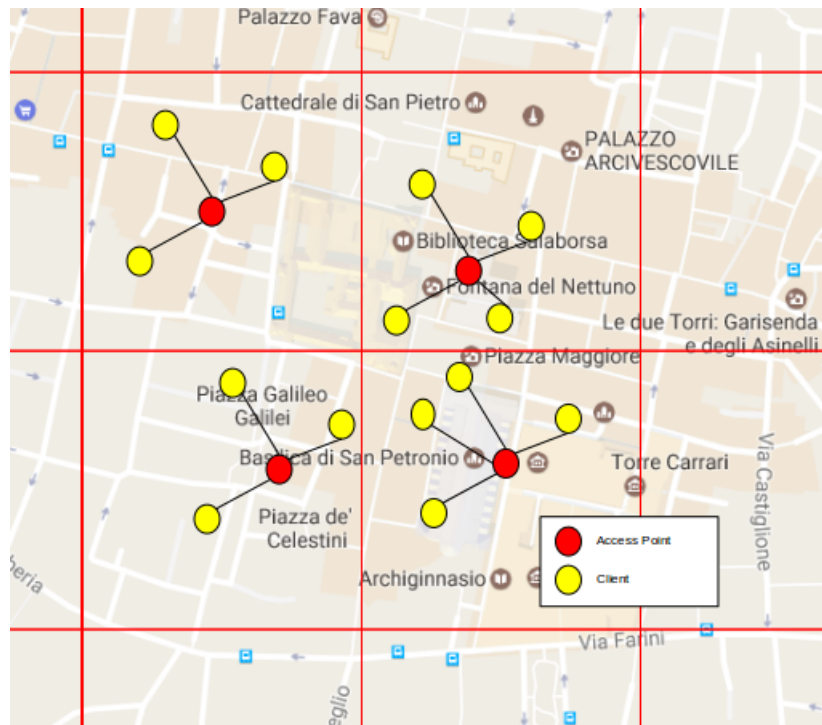 Palazzo Fava
Cattedrale di San Pietro
PALAZZO
ARCIVESCOVILE
Biblioteca Salaborsa
Fontana del Nettuno
Le due Torri: Garisenda
e degli Asinelli
Piazza Maggiore
Piazza Galileo
Galilei
Basilica di San Petronio
Torre Carrari
Via Castiglione
Piazza de'
Celestini
Access Point
Client
Archiginnasio
beria
Via Farini
eglio